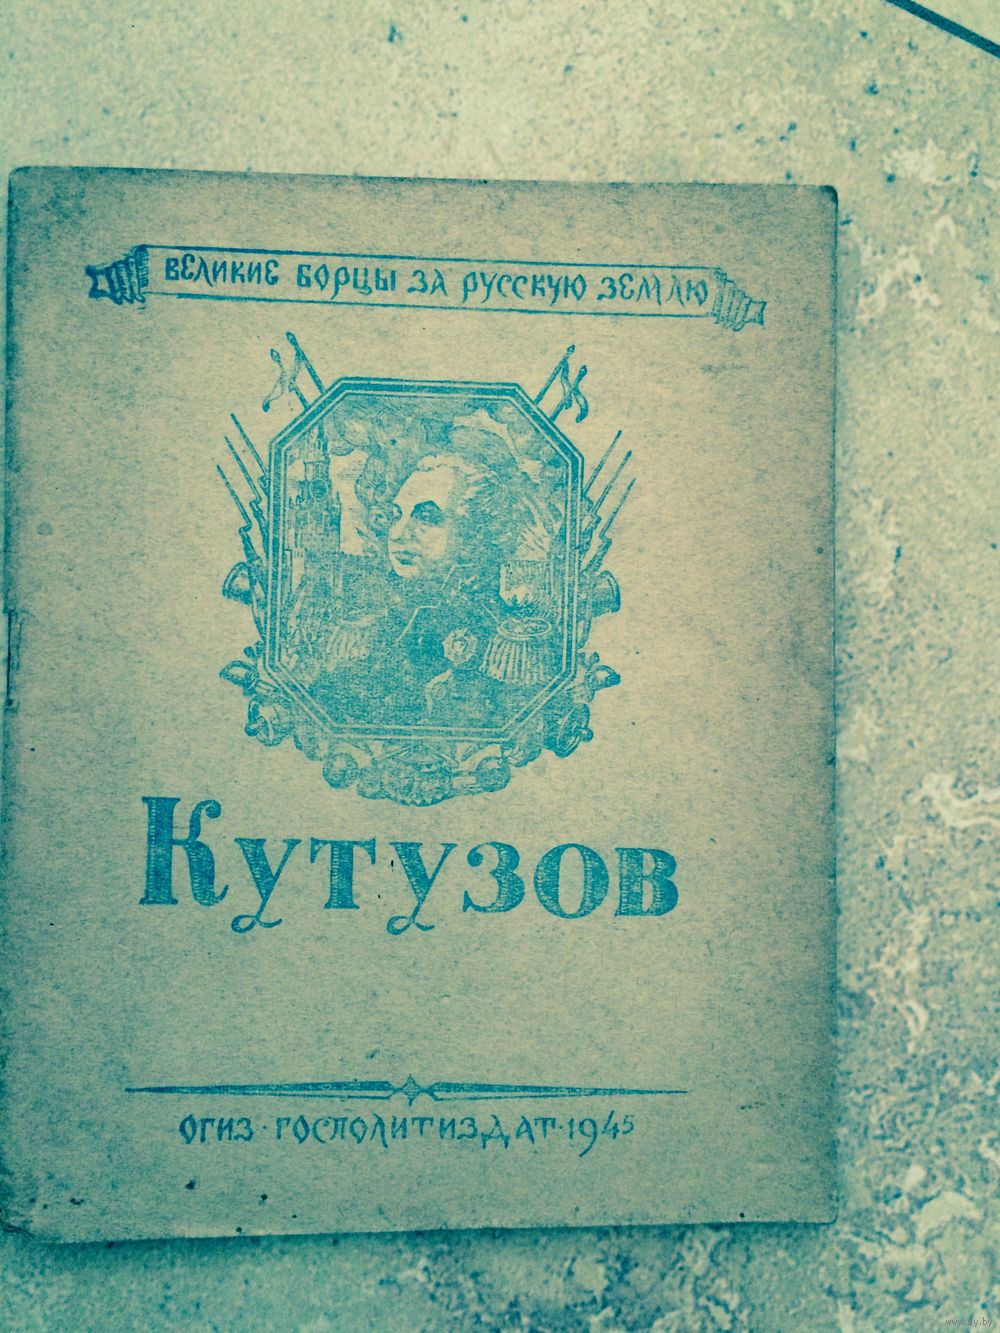 ВЕЛИКИЕ БОРЦЫ ЗА РУССКУЮ ЗЕМЛЮ
Кутузов
ОГИЗ · ГОСПОЛИТИЗДАТ · 1945